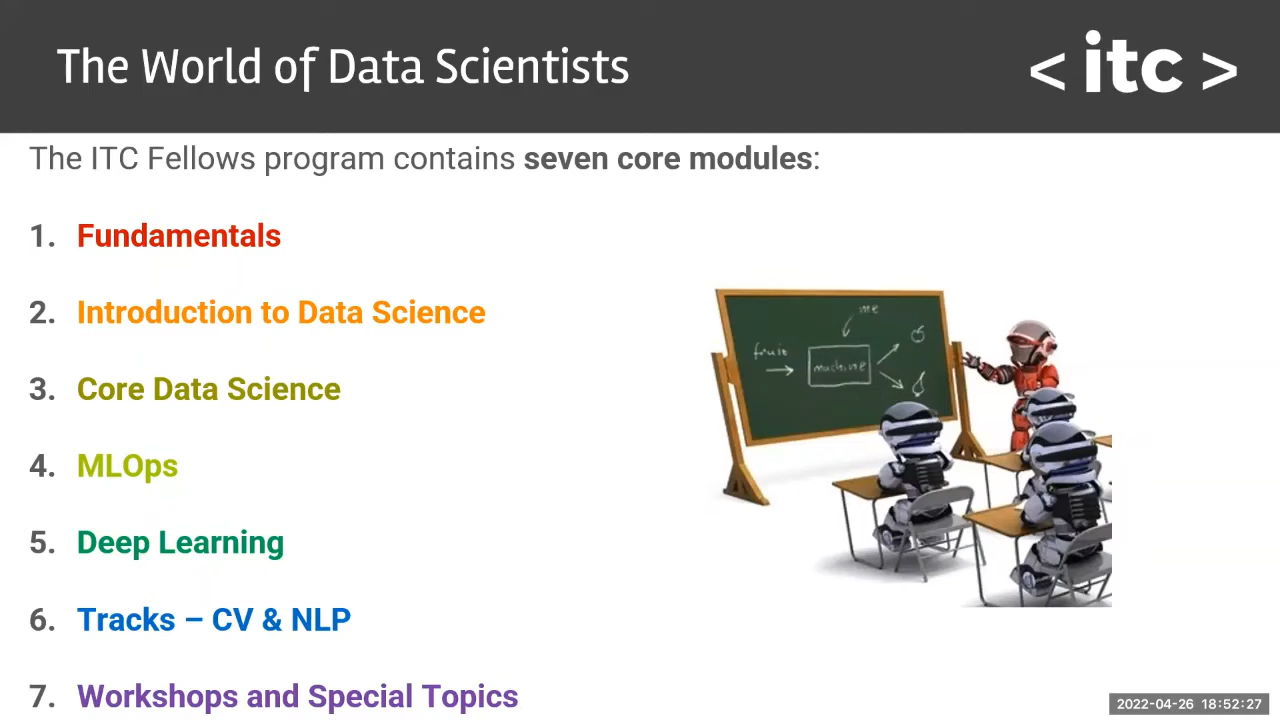 The World of Data Scientists
< itc >
The ITC Fellows program contains seven core modules:
1. Fundamentals
2. Introduction to Data Science
3. Core Data Science
4. MLOps
5. Deep Learning
6. Tracks – CV & NLP
7. Workshops and Special Topics
me
fruit
machine
2022-04-26 18:52:27